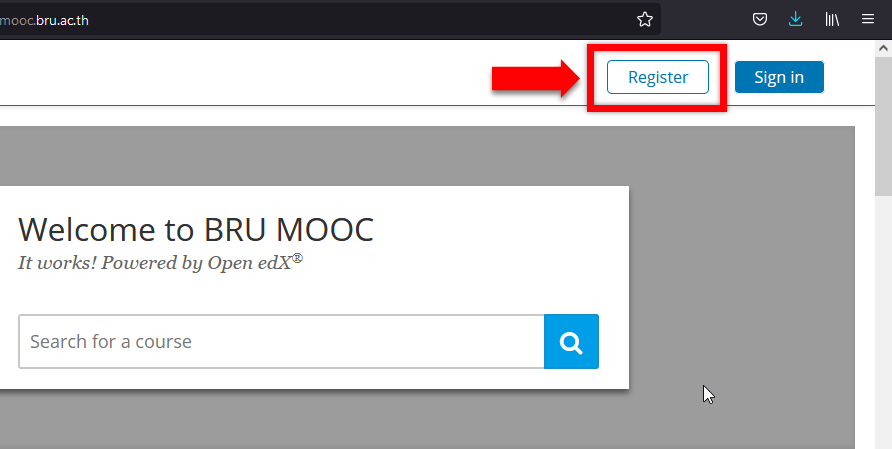 mooc.bru.ac.th
Register
Sign in
Welcome to BRU MOOC
It works! Powered by Open edX®
Search for a course